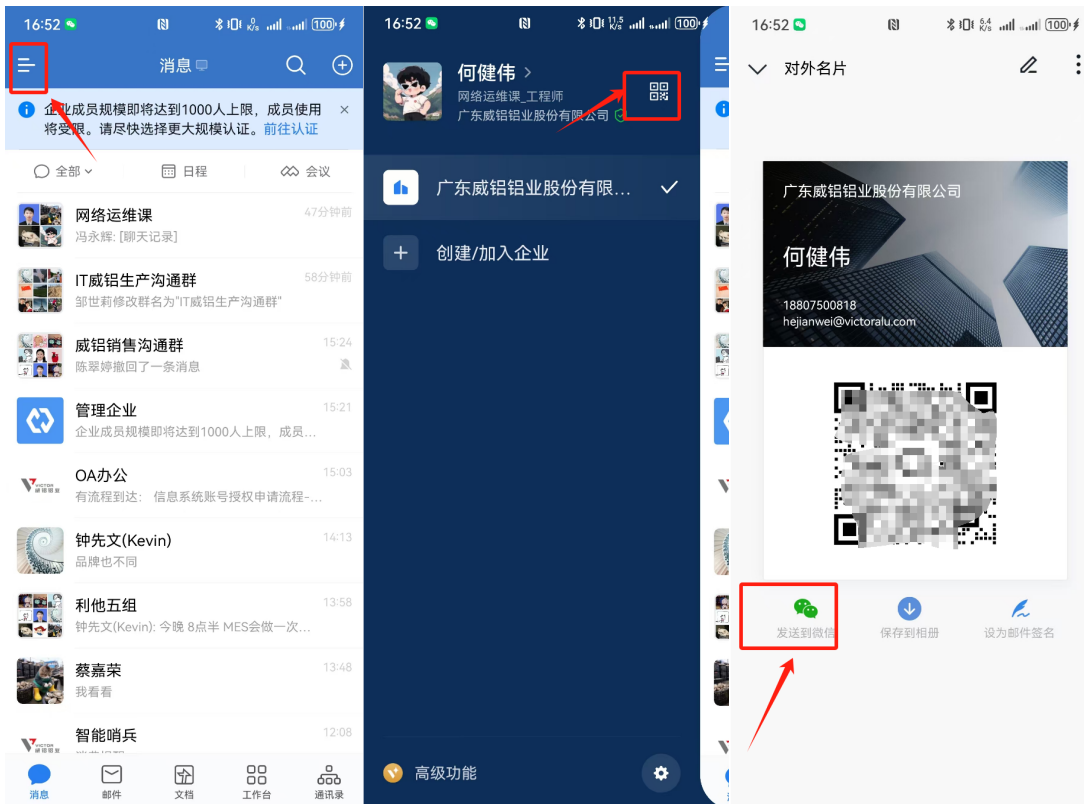 16:52
0
K/s
100
消息
企业成员规模即将达到1000人上限，成员使用
将受限。请尽快选择更大规模认证。前往认证
全部
日程
会议
网络运维课
47分钟前
冯永辉: [聊天记录]
IT威铝生产沟通群
58分钟前
邹世莉修改群名为"IT威铝生产沟通群"
威铝销售沟通群
15:24
陈翠婷撤回了一条消息
管理企业
15:21
企业成员规模即将达到1000人上限，成员...
OA办公
15:03
有流程到达： 信息系统账号授权申请流程-...
钟先文(Kevin)
14:13
品牌也不同
利他五组
13:58
钟先文(Kevin): 今晚 8点半 MES会做一次...
蔡嘉荣
13:48
我看看
智能哨兵
12:08
消息
邮件
文档
工作台
通讯录
16:52
11.5
K/s
100
何健伟
网络运维课_工程师
广东威铝铝业股份有限公司
广东威铝铝业股份有限...
创建/加入企业
高级功能
16:52
6.4
K/s
100
对外名片
广东威铝铝业股份有限公司
何健伟
18807500818
hejianwei@victoralu.com
发送到微信
保存到相册
设为邮件签名